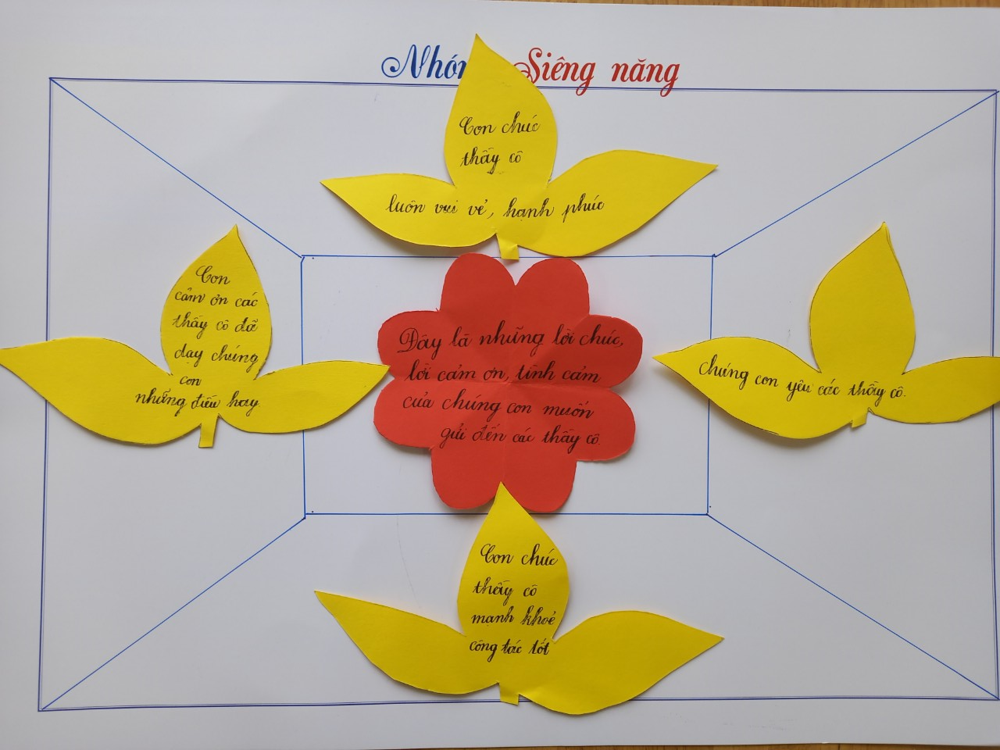 Siêng năng
Con chúc
thầy cô
luôn vui vẻ, hạnh phúc
Con
cảm ơn các
thầy cô đã
dạy chúng
con
những điều hay.
Đây là những lời chúc,
lời cảm ơn, tình cảm
của chúng con muốn
gửi đến các thầy cô.
chúng con yêu các thầy cô.
Con chúc
thầy cô
mạnh khoẻ
công tác tốt